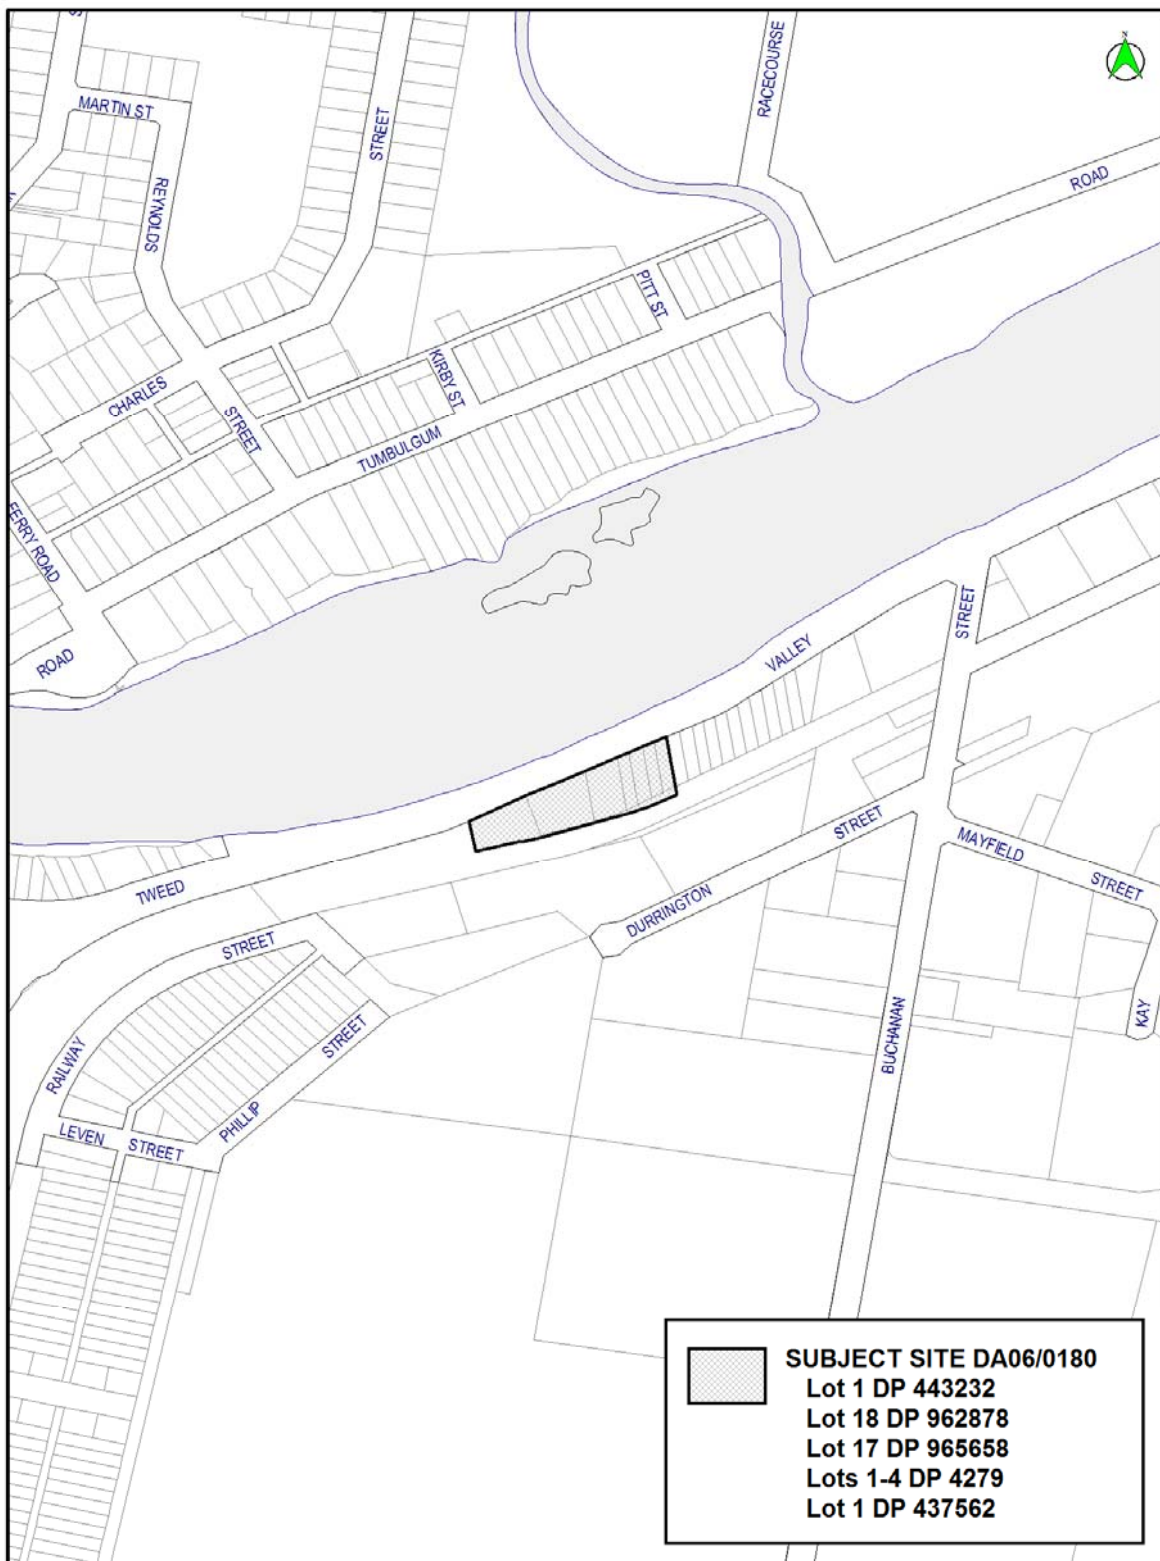 N
S
MARTIN ST
REYNOLDS
STREET
RACECOURSE
ROAD
PITT ST
KIRBY ST
CHARLES
STREET
TUMBULGUM
FERRY ROAD
ROAD
STREET
VALLEY
STREET
MAYFIELD
STREET
TWEED
DURRINGTON
STREET
KAY
RAILWAY
STREET
BUCHANAN
PHILLIP
LEVEN
STREET
SUBJECT SITE DA06/0180
Lot 1 DP 443232
Lot 18 DP 962878
Lot 17 DP 965658
Lots 1-4 DP 4279
Lot 1 DP 437562